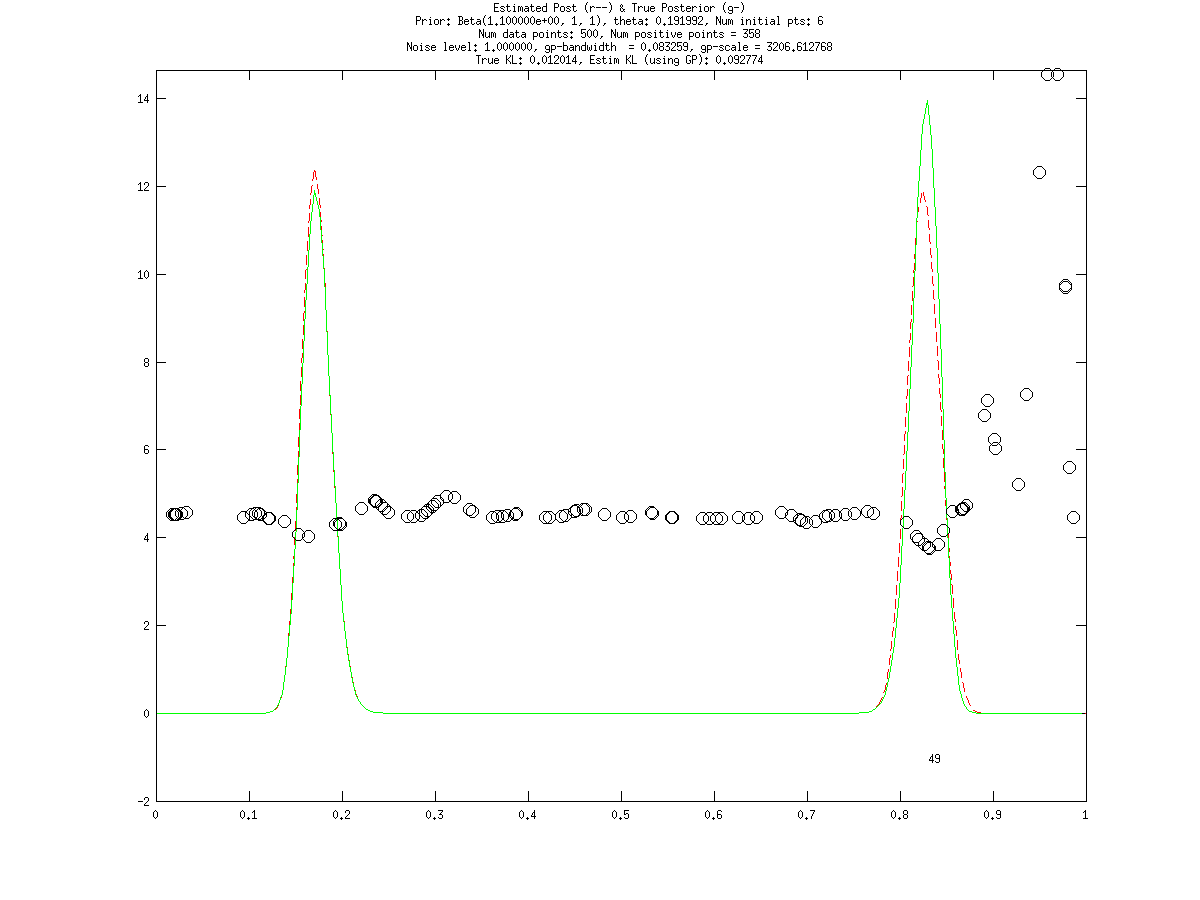 Estimated Post (r--) & True Posterior (g-)
Prior: Beta(1.100000e+00, 1, 1), theta: 0.191992, Num initial pts: 6
Num data points: 500, Num positive points = 358
Noise level: 1.000000, gp-bandwidth  = 0.083259, gp-scale = 3206.612768
True KL: 0.012014, Estim KL (using GP): 0.092774
14
12
10
8
6
4
2
0
49
-2
0 0.1 0.2 0.3 0.4 0.5 0.6 0.7 0.8 0.9 1